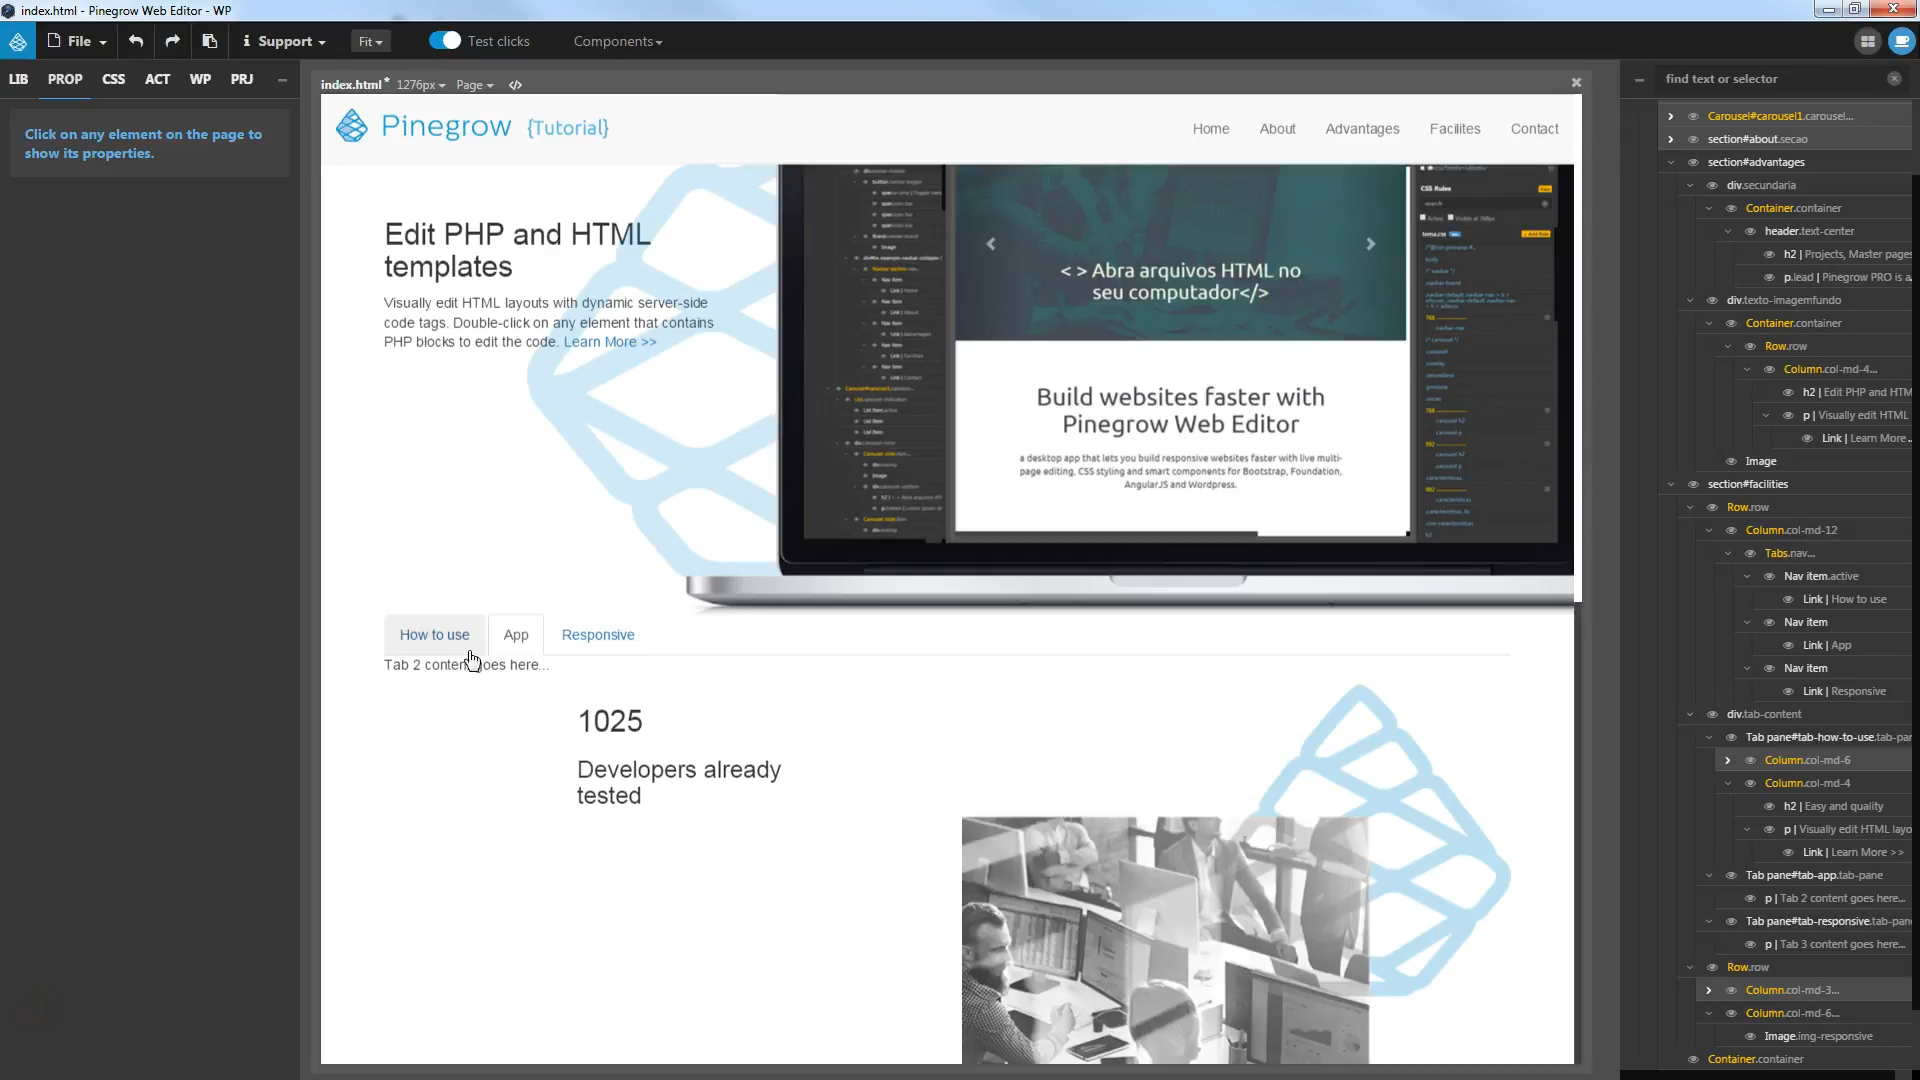 index.html - Pinegrow Web Editor - WP
File
Support
Fit
Test clicks
Components
LIB PROP CSS ACT WP PRJ
Click on any element on the page to
show its properties.
index.html* 1276px Page </>
Pinegrow {Tutorial}
Home About Advantages Facilites Contact
Edit PHP and HTML
templates
Visually edit HTML layouts with dynamic server-side
code tags. Double-click on any element that contains
PHP blocks to edit the code. Learn More >>
< > Abra arquivos HTML no
seu computador</>
Build websites faster with
Pinegrow Web Editor
a desktop app that lets you build responsive websites faster with live multi-
page editing, CSS styling and smart components for Bootstrap, Foundation,
AngularJS and Wordpress.
CSS Rules
How to use App Responsive
Tab 2 content goes here...
1025
Developers already
tested
find text or selector
Carousel#carousel1.carousel...
section#about.secao
section#advantages
div.secundaria
Container.container
header.text-center
h2 | Projects, Master pages
p.lead | Pinegrow PRO is a
div.texto-imagemfundo
Container.container
Row.row
Column.col-md-4...
h2 | Edit PHP and HTM
p | Visually edit HTML
Link | Learn More ..
Image
section#facilities
Row.row
Column.col-md-12
Tabs.nav...
Nav item.active
Link | How to use
Nav item
Link | App
Nav item
Link | Responsive
div.tab-content
Tab pane#tab-how-to-use.tab-pan
Column.col-md-6
Column.col-md-4
h2 | Easy and quality
p | Visually edit HTML layo
Link | Learn More >>
Tab pane#tab-app.tab-pane
p | Tab 2 content goes here...
Tab pane#tab-responsive.tab-pan
p | Tab 3 content goes here...
Row.row
Column.col-md-3...
Column.col-md-6...
Image.img-responsive
Container.container